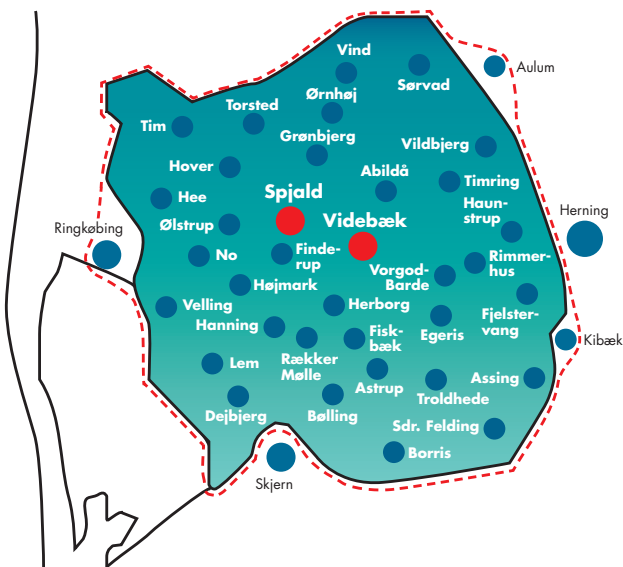 Vind
Aulum
Sørvad
Ørnhøj
Torsted
Tim
Grønbjerg
Vildbjerg
Hover
Abildå
Timring
Spjald
Hee
Haun-
strup
Herning
Ølstrup
Videbæk
Ringkøbing
No
Finde-
rup
Rimmer-
hus
Vorgod-
Barde
Højmark
Velling
Herborg
Fjelster-
vang
Hanning
Fisk-
bæk
Egeris
Kibæk
Lem
Rækker
Mølle
Astrup
Assing
Troldhede
Dejbjerg
Bølling
Sdr. Felding
Borris
Skjern